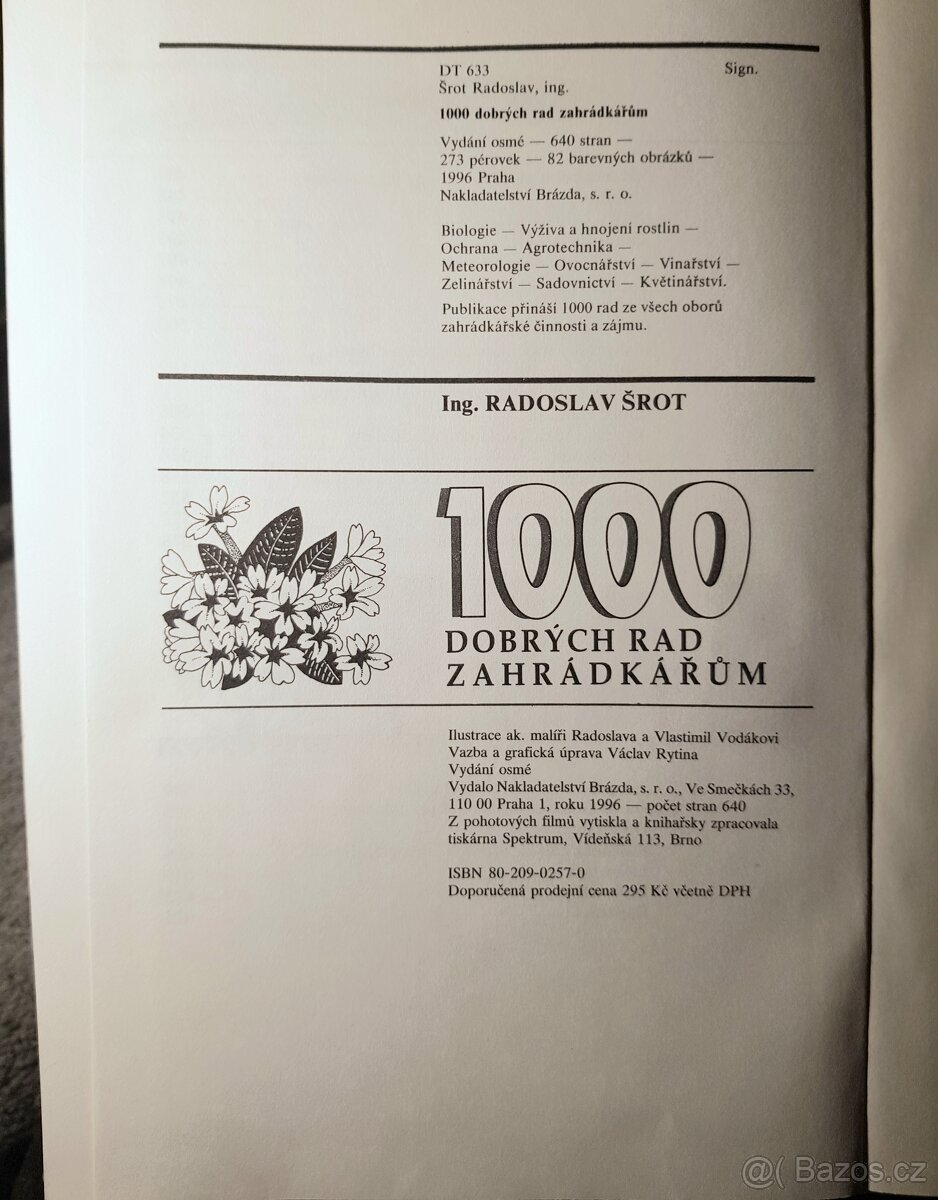 DT 633 Sign.
Šrot Radoslav, ing.
1000 dobrých rad zahrádkářům
Vydání osmé — 640 stran —
273 pérovek — 82 barevných obrázků —
1996 Praha
Nakladatelství Brázda, s. r. o.
Biologie — Výživa a hnojení rostlin —
Ochrana — Agrotechnika —
Meteorologie — Ovocnářství — Vinařství —
Zelinářství — Sadovnictví — Květinářství.
Publikace přináší 1000 rad ze všech oborů
zahrádkářské činnosti a zájmu.
Ing. RADOSLAV ŠROT
1000
DOBRÝCH RAD
ZAHRÁDKÁŘŮM
Ilustrace ak. malíři Radoslava a Vlastimil Vodákovi
Vazba a grafická úprava Václav Rytina
Vydání osmé
Vydalo Nakladatelství Brázda, s. r. o., Ve Smečkách 33,
110 00 Praha 1, roku 1996 — počet stran 640
Z pohotových filmů vytiskla a knihařsky zpracovala
tiskárna Spektrum, Vídeňská 113, Brno
ISBN 80-209-0257-0
Doporučená prodejní cena 295 Kč včetně DPH
@( Bazos.cz